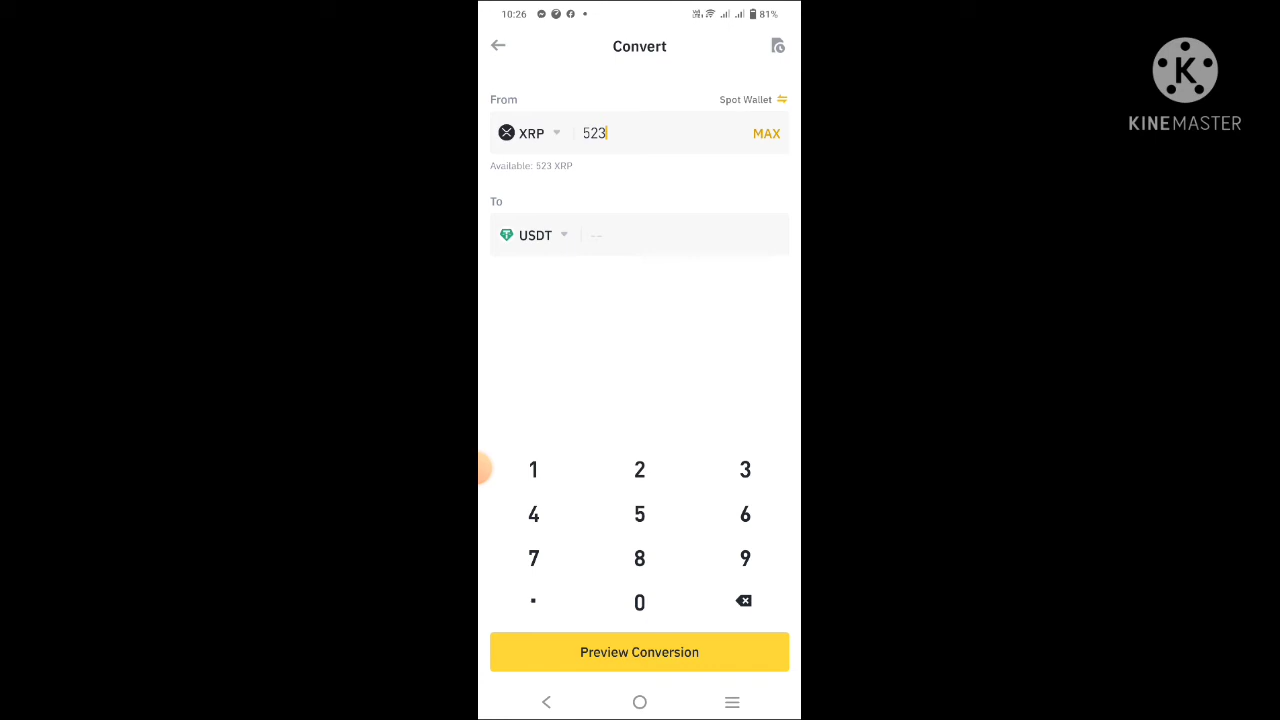 10:26
81%
Convert
From
Spot Wallet
XRP
523
MAX
Available: 523 XRP
To
USDT
--
1 2 3
4 5 6
7 8 9
. 0
Preview Conversion
K
KINEMASTER